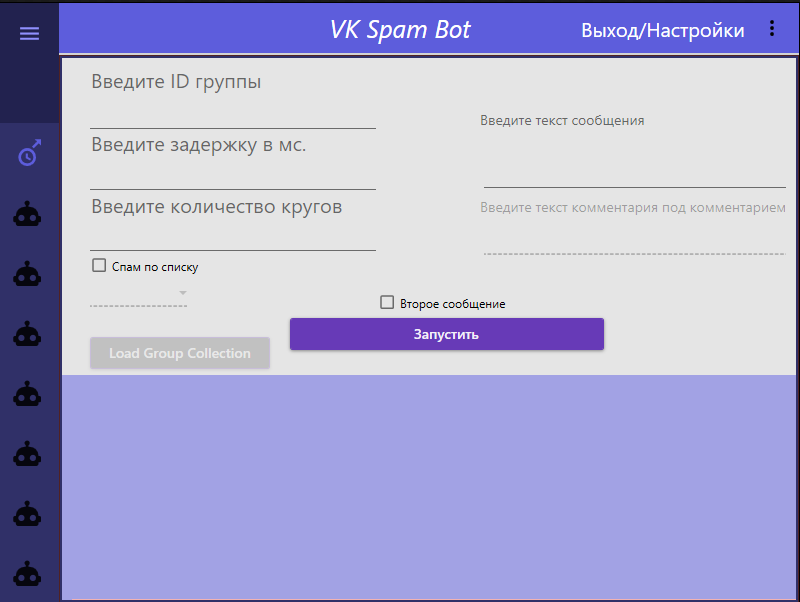 VK Spam Bot
Выход/Настройки
Введите ID группы
Введите задержку в мс.
Введите количество кругов
Спам по списку
Load Group Collection
Введите текст сообщения
Введите текст комментария под комментарием
Второе сообщение
Запустить